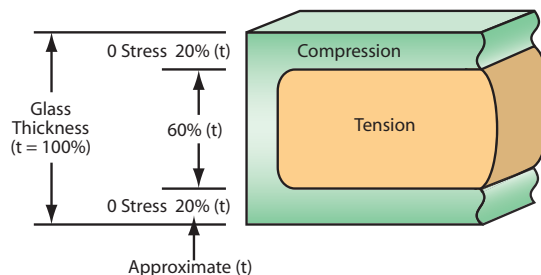 0 Stress 20% (t)
Compression
Glass
Thickness
(t = 100%)
60% (t)
Tension
0 Stress 20% (t)
Approximate (t)